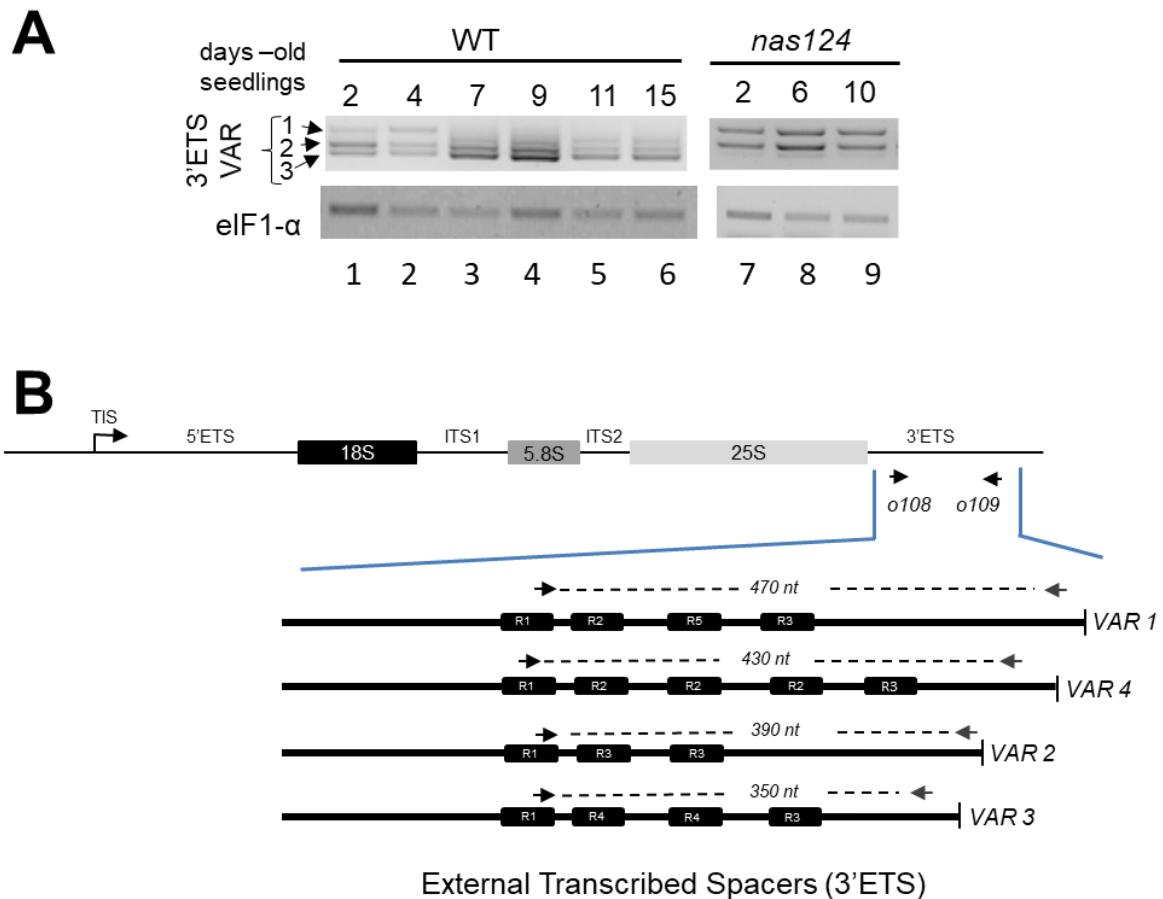 A
days –old
seedlings
WT
nas124
2 4 7 9 11 15
2 6 10
3'ETS
VAR
1
2
3
eIF1-α
1 2 3 4 5 6
7 8 9
B
TIS
5'ETS
ITS1
ITS2
3'ETS
18S
5.8S
25S
o108
o109
470 nt
R1 R2 R5 R3
VAR 1
430 nt
R1 R2 R2 R2 R3
VAR 4
390 nt
R1 R3 R3
VAR 2
350 nt
R1 R4 R4 R3
VAR 3
External Transcribed Spacers (3'ETS)